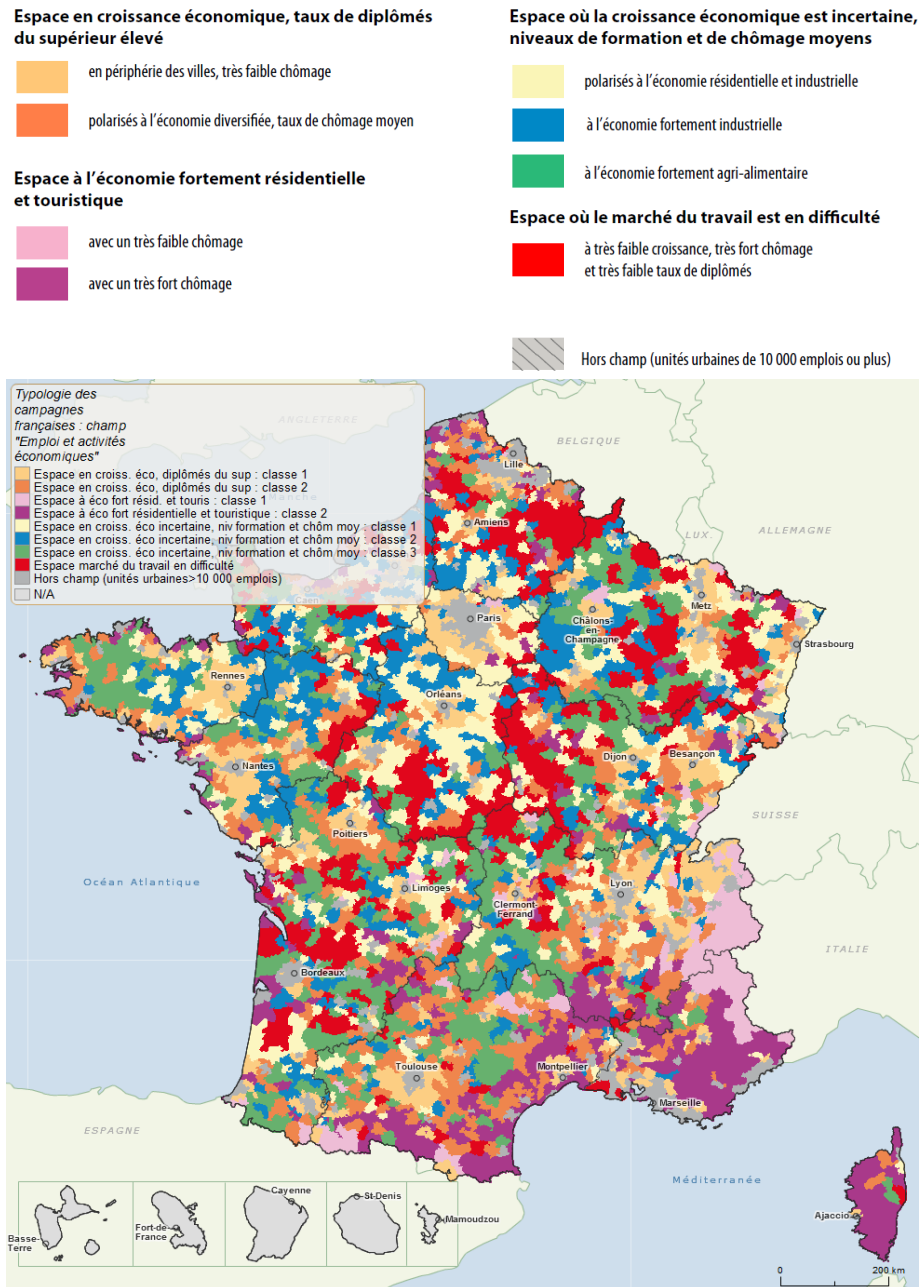 Espace en croissance économique, taux de diplômés
du supérieur élevé
en périphérie des villes, très faible chômage
polarisés à l'économie diversifiée, taux de chômage moyen
Espace à l'économie fortement résidentielle
et touristique
avec un très faible chômage
avec un très fort chômage
Espace où la croissance économique est incertaine,
niveaux de formation et de chômage moyens
polarisés à l'économie résidentielle et industrielle
à l'économie fortement industrielle
à l'économie fortement agri-alimentaire
Espace où le marché du travail est en difficulté
à très faible croissance, très fort chômage
et très faible taux de diplômés
Hors champ (unités urbaines de 10 000 emplois ou plus)
Typologie des
campagnes
françaises : champ
"Emploi et activités
économiques"
Espace en croiss. éco, diplômés du sup : classe 1
Espace en croiss. éco, diplômés du sup : classe 2
Espace à éco fort résid. et touris : classe 1
Espace à éco fort résidentielle et touristique : classe 2
Espace en croiss. éco incertaine, niv formation et chôm moy : classe 1
Espace en croiss. éco incertaine, niv formation et chôm moy : classe 2
Espace en croiss. éco incertaine, niv formation et chôm moy : classe 3
Espace marché du travail en difficulté
Hors champ (unités urbaines>10 000 emplois)
N/A
ANGLETERRE
Manche
BELGIQUE
Lille
LUX.
ALLEMAGNE
Amiens
Caen
Paris
Châlons-
en-
Champagne
Metz
Strasbourg
Rennes
Orléans
Nantes
Dijon
Besançon
Poitiers
SUISSE
Océan Atlantique
Limoges
Clermont-
Ferrand
Lyon
ITALIE
Bordeaux
Toulouse
Montpellier
Marseille
ESPAGNE
Méditerranée
Ajaccio
Basse-
Terre
Fort-de-
France
Cayenne
St-Denis
Mamoudzou
0
200 km